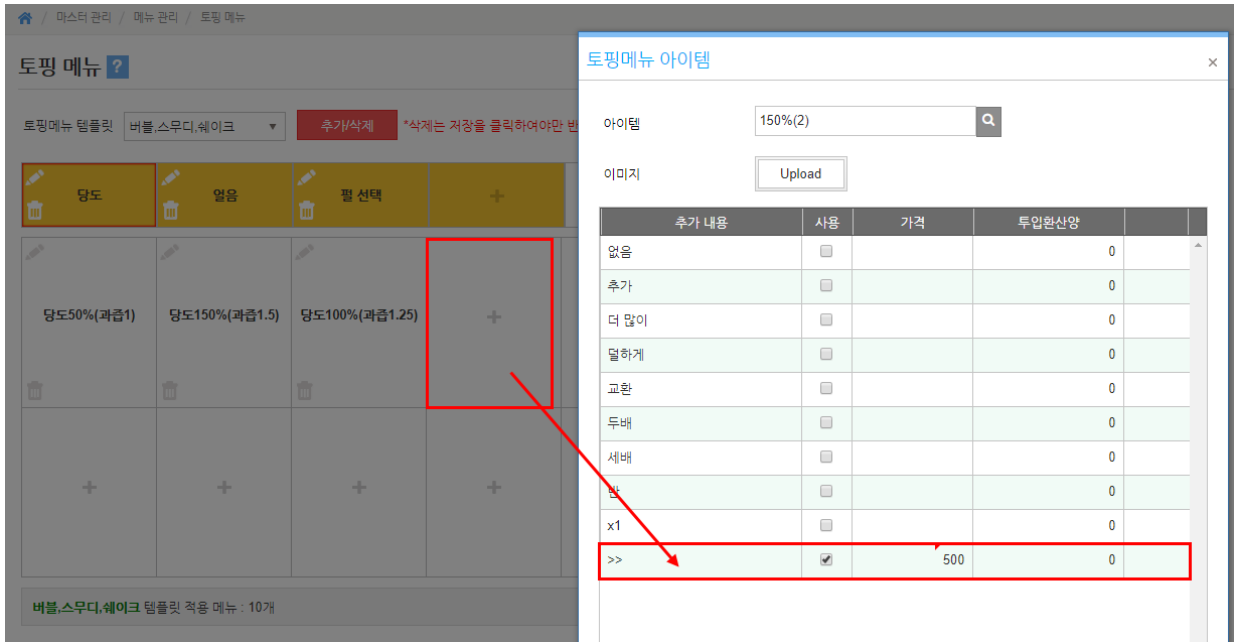 / 마스터 관리 / 메뉴 관리 / 토핑 메뉴
토핑 메뉴 ?
토핑메뉴 템플릿 버블,스무디,쉐이크 ▼ 추가/삭제 *삭제는 저장을 클릭하여야만 반
당도 얼음 펄 선택 +
당도50%(과즙1) 당도150%(과즙1.5) 당도100%(과즙1.25) +
+ + + +
버블,스무디,쉐이크 템플릿 적용 메뉴 : 10개
토핑메뉴 아이템 ×
아이템 150%(2)
이미지 Upload
추가 내용 사용 가격 투입환산양
없음 0
추가 0
더 많이 0
덜하게 0
교환 0
두배 0
세배 0
반 0
x1 0
>> 500 0